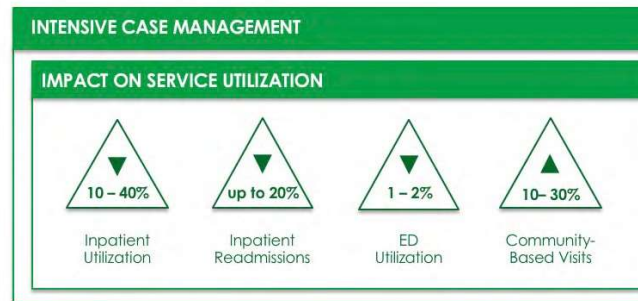 INTENSIVE CASE MANAGEMENT
IMPACT ON SERVICE UTILIZATION
10 – 40%
up to 20%
1 – 2%
10– 30%
Inpatient
Utilization
Inpatient
Readmissions
ED
Utilization
Community-
Based Visits